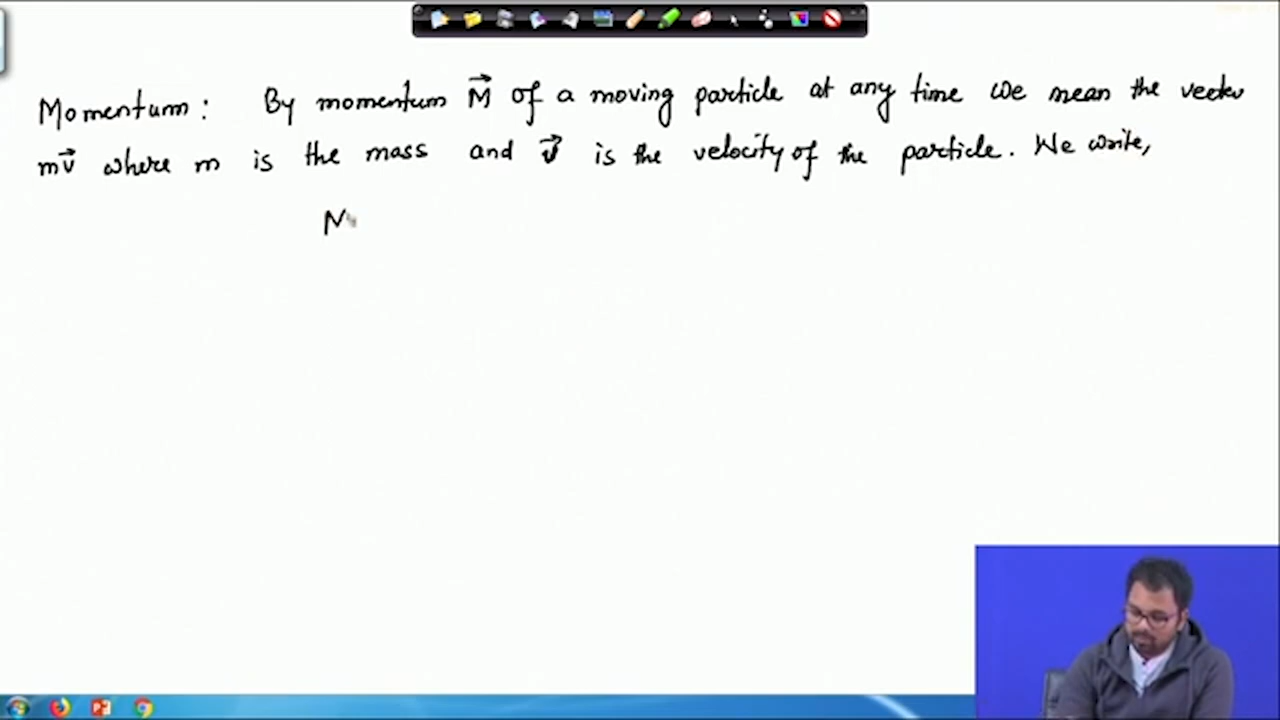 Momentum : By momentum M⃗ of a moving particle at any time we mean the vector
mv⃗ where m is the mass and v⃗ is the velocity of the particle. We write,
M